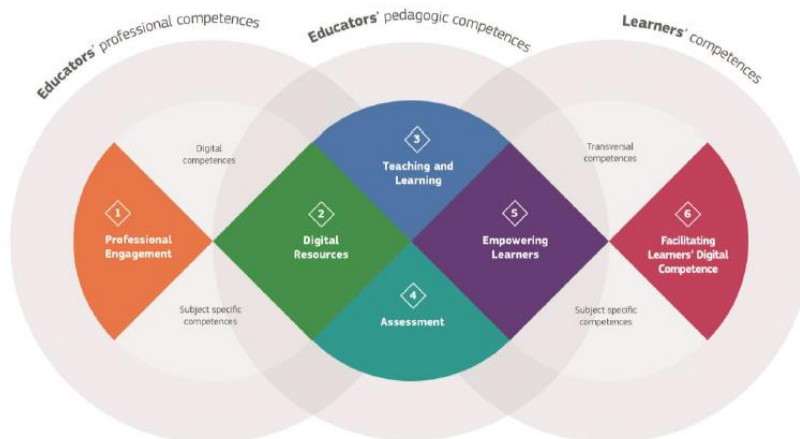 Educators' professional competences
Educators' pedagogic competences
Learners' competences
Digital
competences
3
Teaching and
Learning
Transversal
competences
1
Professional
Engagement
2
Digital
Resources
5
Empowering
Learners
6
Facilitating
Learners' Digital
Competence
Subject specific
competences
4
Assessment
Subject specific
competences